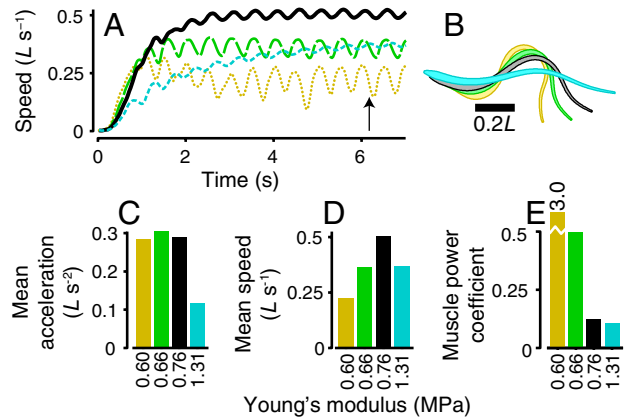 A
Speed (L s⁻¹)
0.5
0.25
0
0 2 4 6
Time (s)
B
0.2L
C
Mean acceleration (L s⁻²)
0.3
0.2
0.1
0
0.60 0.66 0.76 1.31
D
Mean speed (L s⁻¹)
0.5
0.25
0
0.60 0.66 0.76 1.31
E
Muscle power coefficient
3.0
0.5
0.25
0
0.60 0.66 0.76 1.31
Young's modulus (MPa)